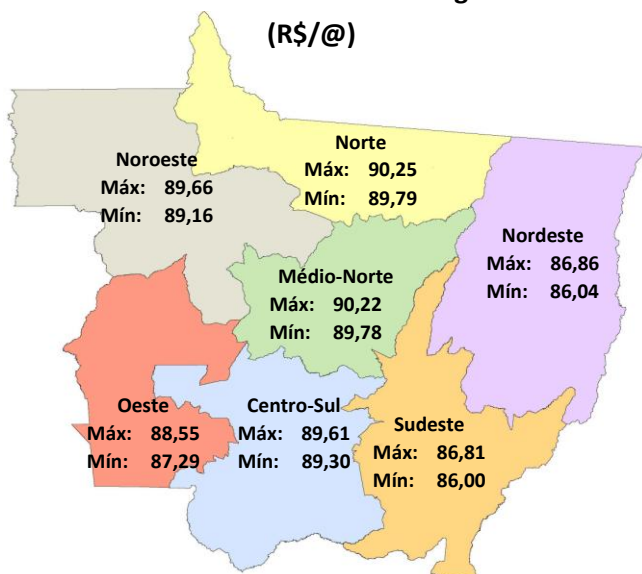 (R$/@)
Norte
Máx: 90,25
Mín: 89,79
Noroeste
Máx: 89,66
Mín: 89,16
Nordeste
Máx: 86,86
Mín: 86,04
Médio-Norte
Máx: 90,22
Mín: 89,78
Oeste
Máx: 88,55
Mín: 87,29
Centro-Sul
Máx: 89,61
Mín: 89,30
Sudeste
Máx: 86,81
Mín: 86,00